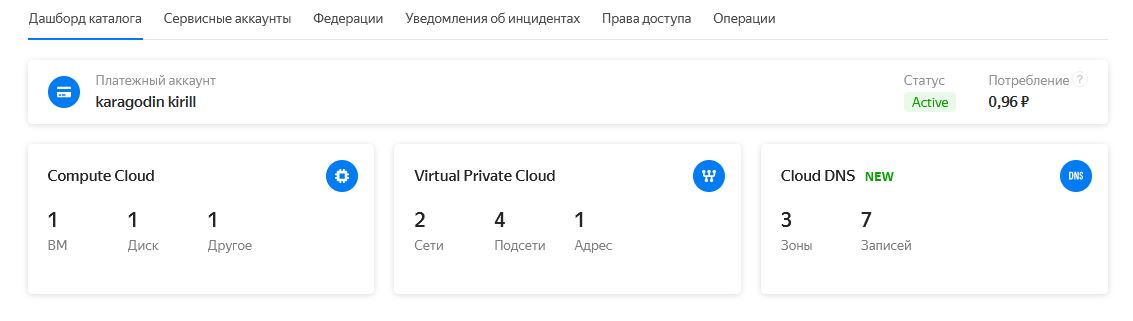 Дашборд каталога Сервисные аккаунты Федерации Уведомления об инцидентах Права доступа Операции
Платежный аккаунт Статус Потребление ?
karagodin kirill Active 0,96 ₽
Compute Cloud Virtual Private Cloud Cloud DNS NEW DNS
1 1 1 2 4 1 3 7
ВМ Диск Другое Сети Подсети Адрес Зоны Записей